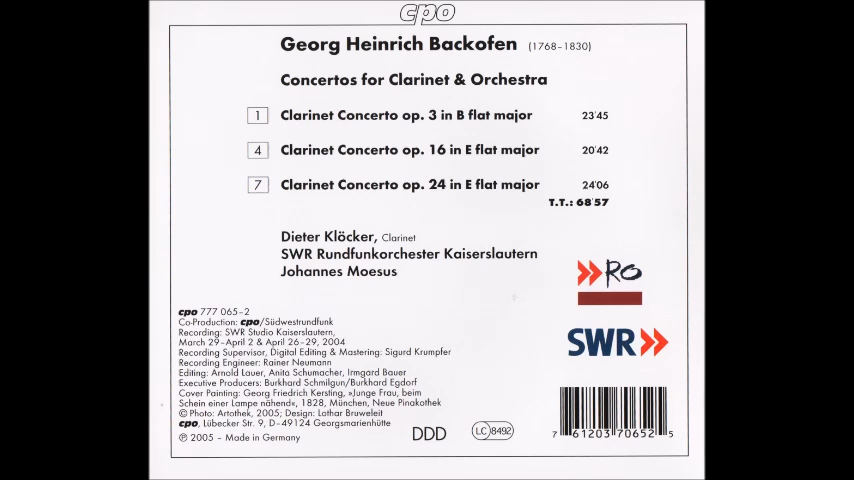 cpo
Georg Heinrich Backofen (1768–1830)
Concertos for Clarinet & Orchestra
1 Clarinet Concerto op. 3 in B flat major 23'45
4 Clarinet Concerto op. 16 in E flat major 20'42
7 Clarinet Concerto op. 24 in E flat major 24'06
T.T.: 68'57
Dieter Klöcker, Clarinet
SWR Rundfunkorchester Kaiserslautern
Johannes Moesus
RO
SWR
cpo 777 065–2
Co-Production: cpo/Südwestrundfunk
Recording: SWR Studio Kaiserslautern,
March 29–April 2 & April 26–29, 2004
Recording Supervisor, Digital Editing & Mastering: Sigurd Krumpfer
Recording Engineer: Rainer Neumann
Editing: Arnold Lauer, Anita Schumacher, Irmgard Bauer
Executive Producers: Burkhard Schmilgun/Burkhard Egdorf
Cover Painting: Georg Friedrich Kersting, »Junge Frau, beim
Schein einer Lampe nähend«, 1828, München, Neue Pinakothek
© Photo: Artothek, 2005; Design: Lothar Bruweleit
cpo, Lübecker Str. 9, D–49124 Georgsmarienhütte
℗ 2005 – Made in Germany
DDD
LC 8492
7 61203 70652 5